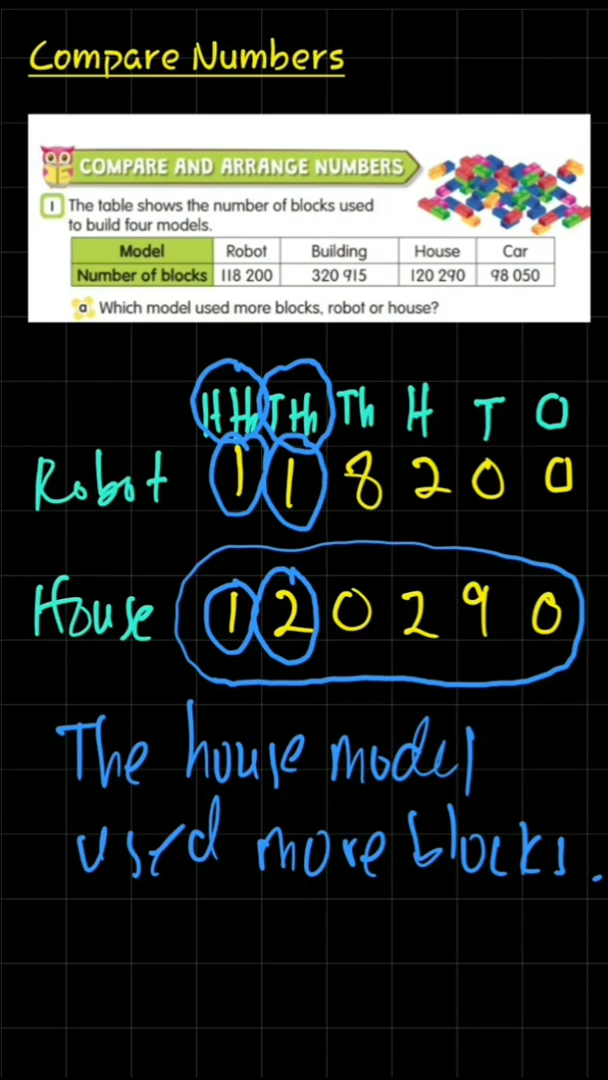 Compare Numbers
COMPARE AND ARRANGE NUMBERS
1 The table shows the number of blocks used
to build four models.
Model Robot Building House Car
Number of blocks 118 200 320 915 120 290 98 050
a Which model used more blocks, robot or house?
HTh TTh Th H T O
Robot 1 1 8 2 0 0
House 1 2 0 2 9 0
The house model
used more blocks.